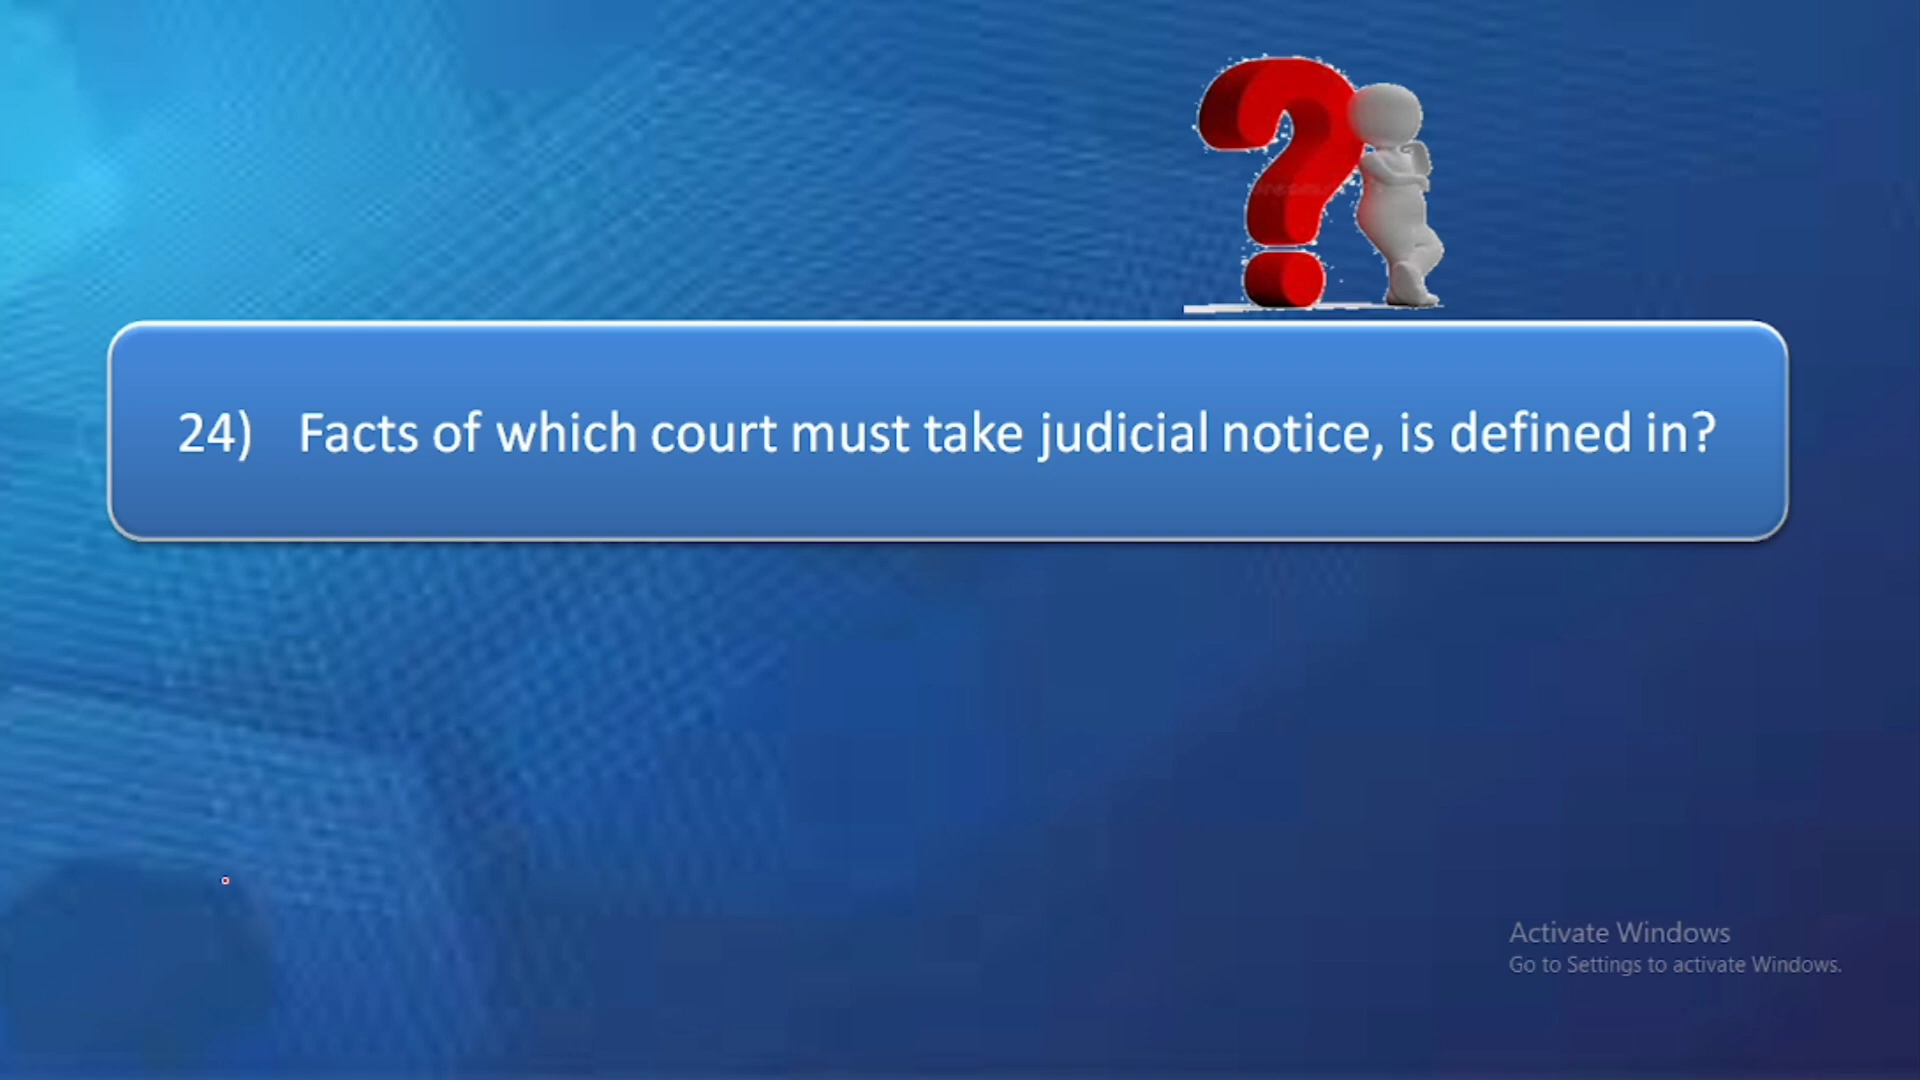 24) Facts of which court must take judicial notice, is defined in?
Activate Windows
Go to Settings to activate Windows.